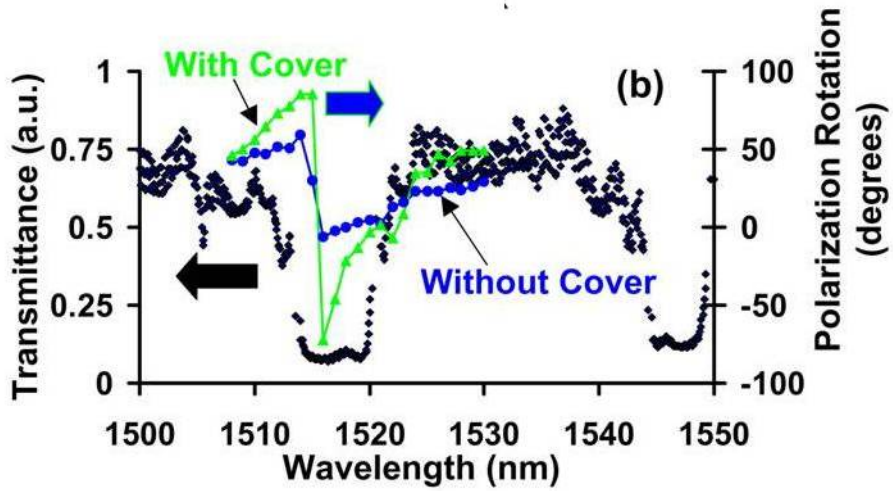 With Cover
(b)
Without Cover
Transmittance (a.u.)
1
0.75
0.5
0.25
0
100
50
0
-50
-100
Polarization Rotation
(degrees)
1500 1510 1520 1530 1540 1550
Wavelength (nm)